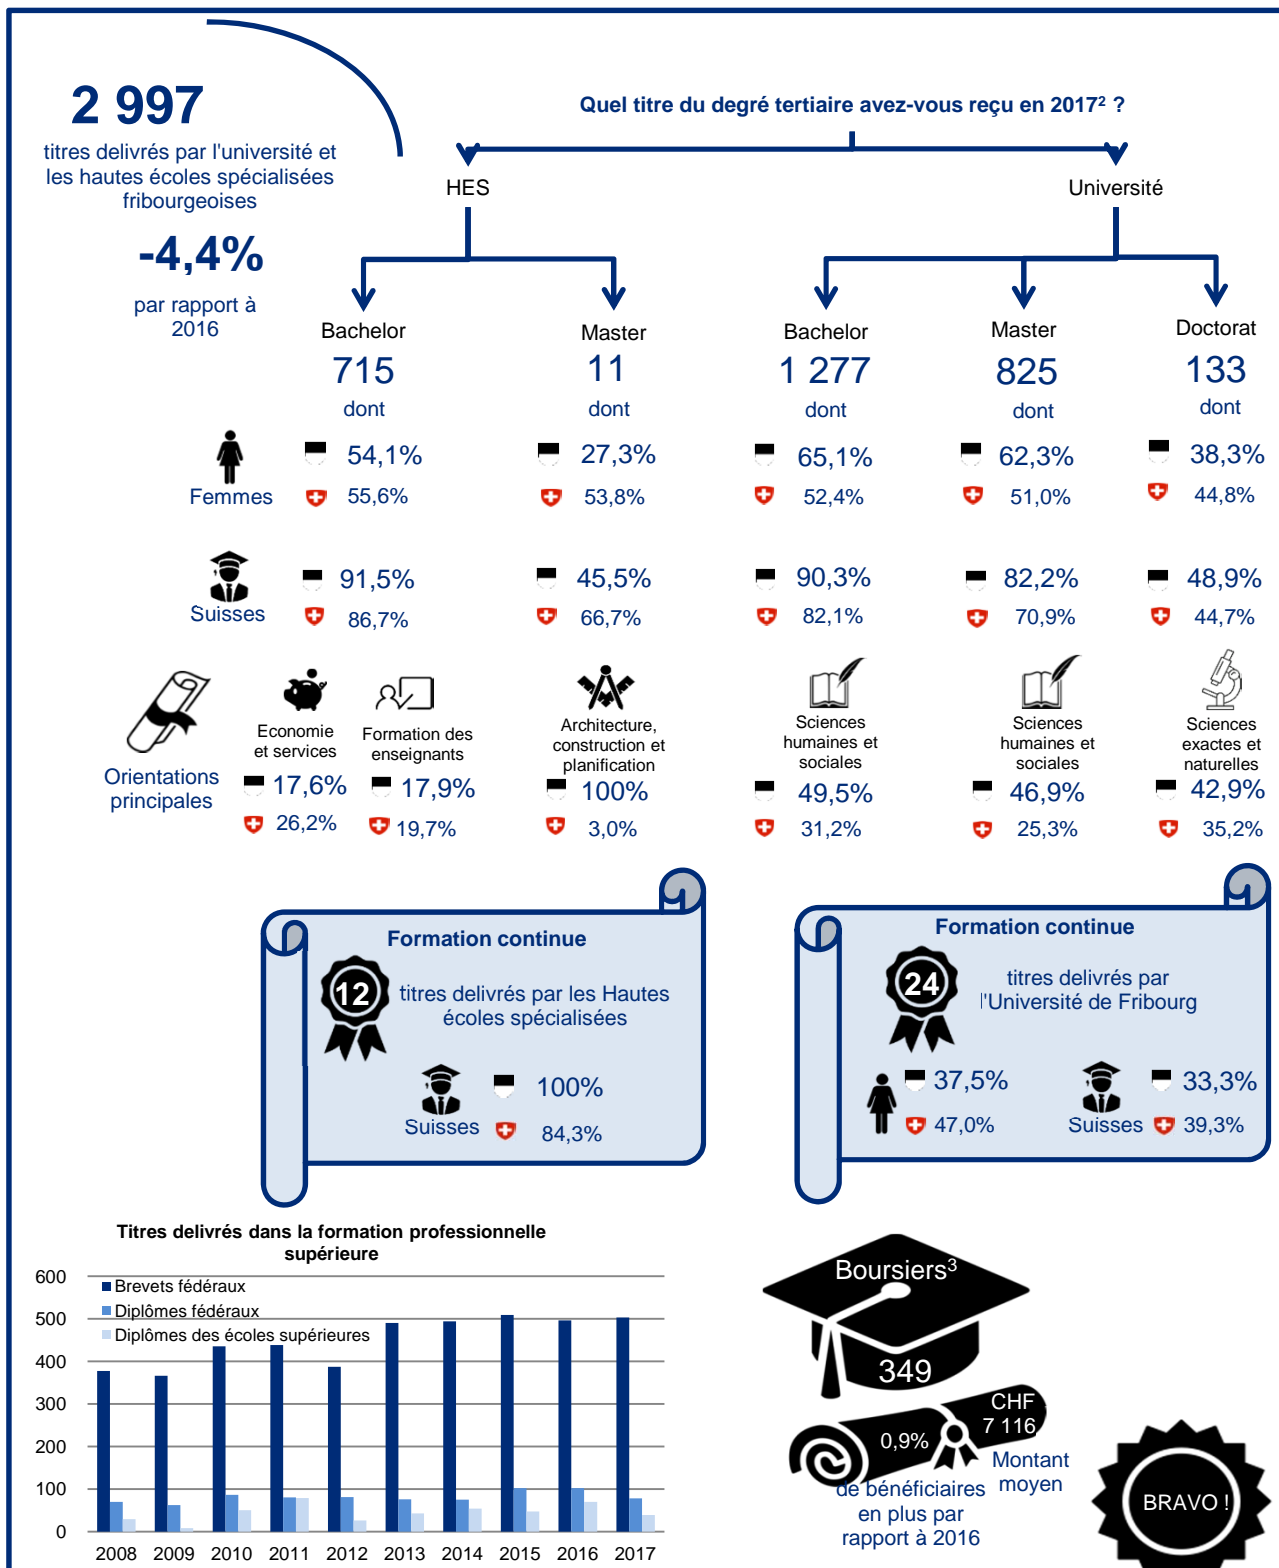 2 997
titres delivrés par l'université et
les hautes écoles spécialisées
fribourgeoises
-4,4%
par rapport à
2016
Quel titre du degré tertiaire avez-vous reçu en 2017² ?
HES
Université
Bachelor
Master
Bachelor
Master
Doctorat
715
11
1 277
825
133
dont
dont
dont
dont
dont
Femmes
54,1%
27,3%
65,1%
62,3%
38,3%
55,6%
53,8%
52,4%
51,0%
44,8%
Suisses
91,5%
45,5%
90,3%
82,2%
48,9%
86,7%
66,7%
82,1%
70,9%
44,7%
Orientations
principales
Economie
et services
17,6%
26,2%
Formation des
enseignants
17,9%
19,7%
Architecture,
construction et
planification
100%
3,0%
Sciences
humaines et
sociales
49,5%
31,2%
Sciences
humaines et
sociales
46,9%
25,3%
Sciences
exactes et
naturelles
42,9%
35,2%
Formation continue
12
titres delivrés par les Hautes
écoles spécialisées
Suisses
100%
84,3%
Formation continue
24
titres delivrés par
l'Université de Fribourg
37,5%
47,0%
Suisses
33,3%
39,3%
Titres delivrés dans la formation professionnelle
supérieure
Brevets fédéraux
Diplômes fédéraux
Diplômes des écoles supérieures
600
500
400
300
200
100
0
2008 2009 2010 2011 2012 2013 2014 2015 2016 2017
Boursiers³
349
CHF
7 116
0,9%
Montant
moyen
de bénéficiaires
en plus par
rapport à 2016
BRAVO !